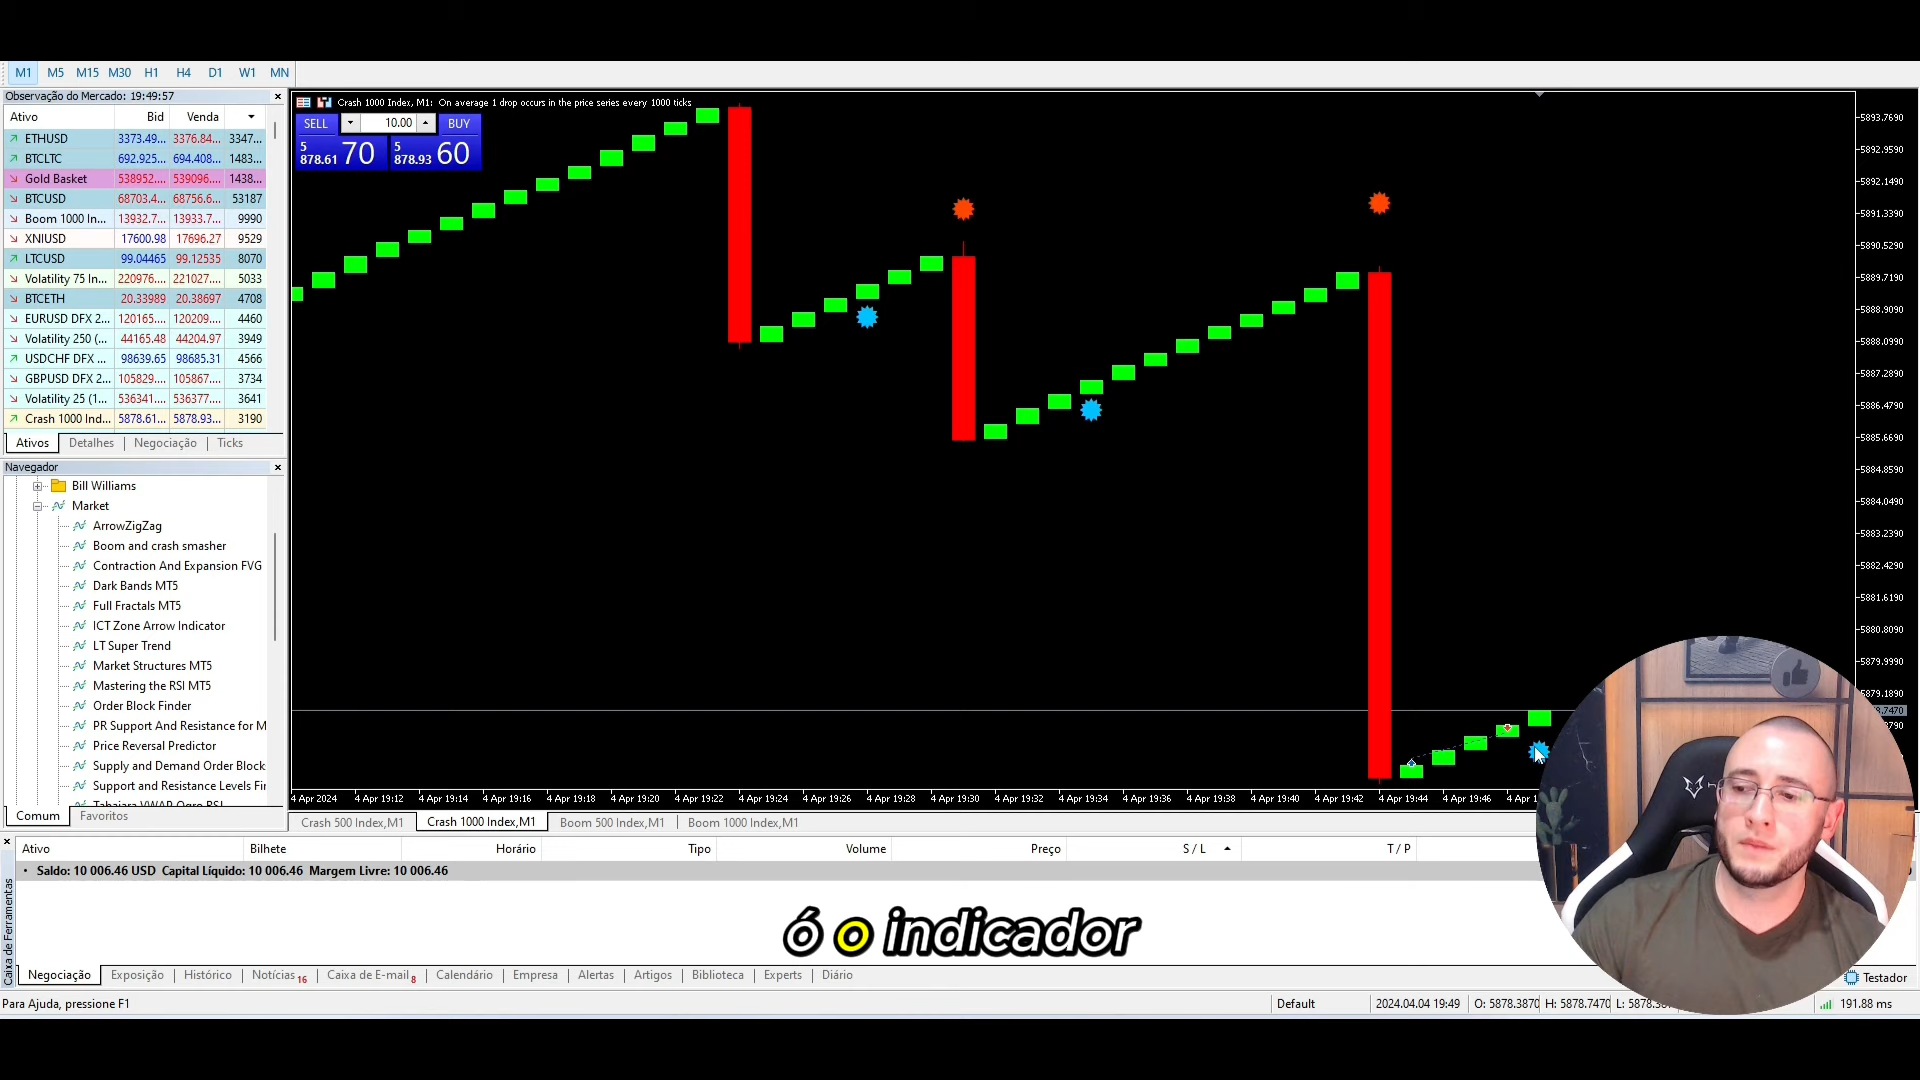 M1 M5 M15 M30 H1 H4 D1 W1 MN
Observação do Mercado: 19:49:57
Ativo Bid Venda
ETHUSD 3373.49... 3376.84... 3347...
BTCLTC 692.925... 694.408... 1483...
Gold Basket 538952.... 539096.... 1438...
BTCUSD 68703.4... 68756.6... 53187
Boom 1000 In... 13932.7... 13933.7... 9990
XNIUSD 17600.98 17696.27 9529
LTCUSD 99.04465 99.12535 8070
Volatility 75 In... 220976.... 221027.... 5033
BTCETH 20.33989 20.38697 4708
EURUSD DFX 2... 120165.... 120209.... 4460
Volatility 250 (... 44165.48 44204.97 3949
USDCHF DFX ... 98639.65 98685.31 4566
GBPUSD DFX 2... 105829.... 105867.... 3734
Volatility 25 (1... 536341.... 536377.... 3641
Crash 1000 Ind... 5878.61... 5878.93... 3190
Ativos Detalhes Negociação Ticks
Navegador
Bill Williams
Market
ArrowZigZag
Boom and crash smasher
Contraction And Expansion FVG
Dark Bands MT5
Full Fractals MT5
ICT Zone Arrow Indicator
LT Super Trend
Market Structures MT5
Mastering the RSI MT5
Order Block Finder
PR Support And Resistance for M
Price Reversal Predictor
Supply and Demand Order Block
Support and Resistance Levels Fin
Comum Favoritos
Crash 1000 Index, M1: On average 1 drop occurs in the price series every 1000 ticks
SELL 10.00 BUY
5 878.61 70 5 878.93 60
5893.7690
5892.9590
5892.1490
5891.3390
5890.5290
5889.7190
5888.9090
5888.0990
5887.2890
5886.4790
5885.6690
5884.8590
5884.0490
5883.2390
5882.4290
5881.6190
5880.8090
5879.9990
5879.1890
4 Apr 2024 4 Apr 19:12 4 Apr 19:14 4 Apr 19:16 4 Apr 19:18 4 Apr 19:20 4 Apr 19:22 4 Apr 19:24 4 Apr 19:26 4 Apr 19:28 4 Apr 19:30 4 Apr 19:32 4 Apr 19:34 4 Apr 19:36 4 Apr 19:38 4 Apr 19:40 4 Apr 19:42 4 Apr 19:44 4 Apr 19:46
Crash 500 Index,M1 Crash 1000 Index,M1 Boom 500 Index,M1 Boom 1000 Index,M1
Ativo Bilhete Horário Tipo Volume Preço S / L T / P
• Saldo: 10 006.46 USD Capital Líquido: 10 006.46 Margem Livre: 10 006.46
ó o indicador
Caixa de Ferramentas
Negociação Exposição Histórico Notícias 16 Caixa de E-mail 8 Calendário Empresa Alertas Artigos Biblioteca Experts Diário
Testador
Para Ajuda, pressione F1 Default 2024.04.04 19:49 O: 5878.3870 H: 5878.7470 191.88 ms